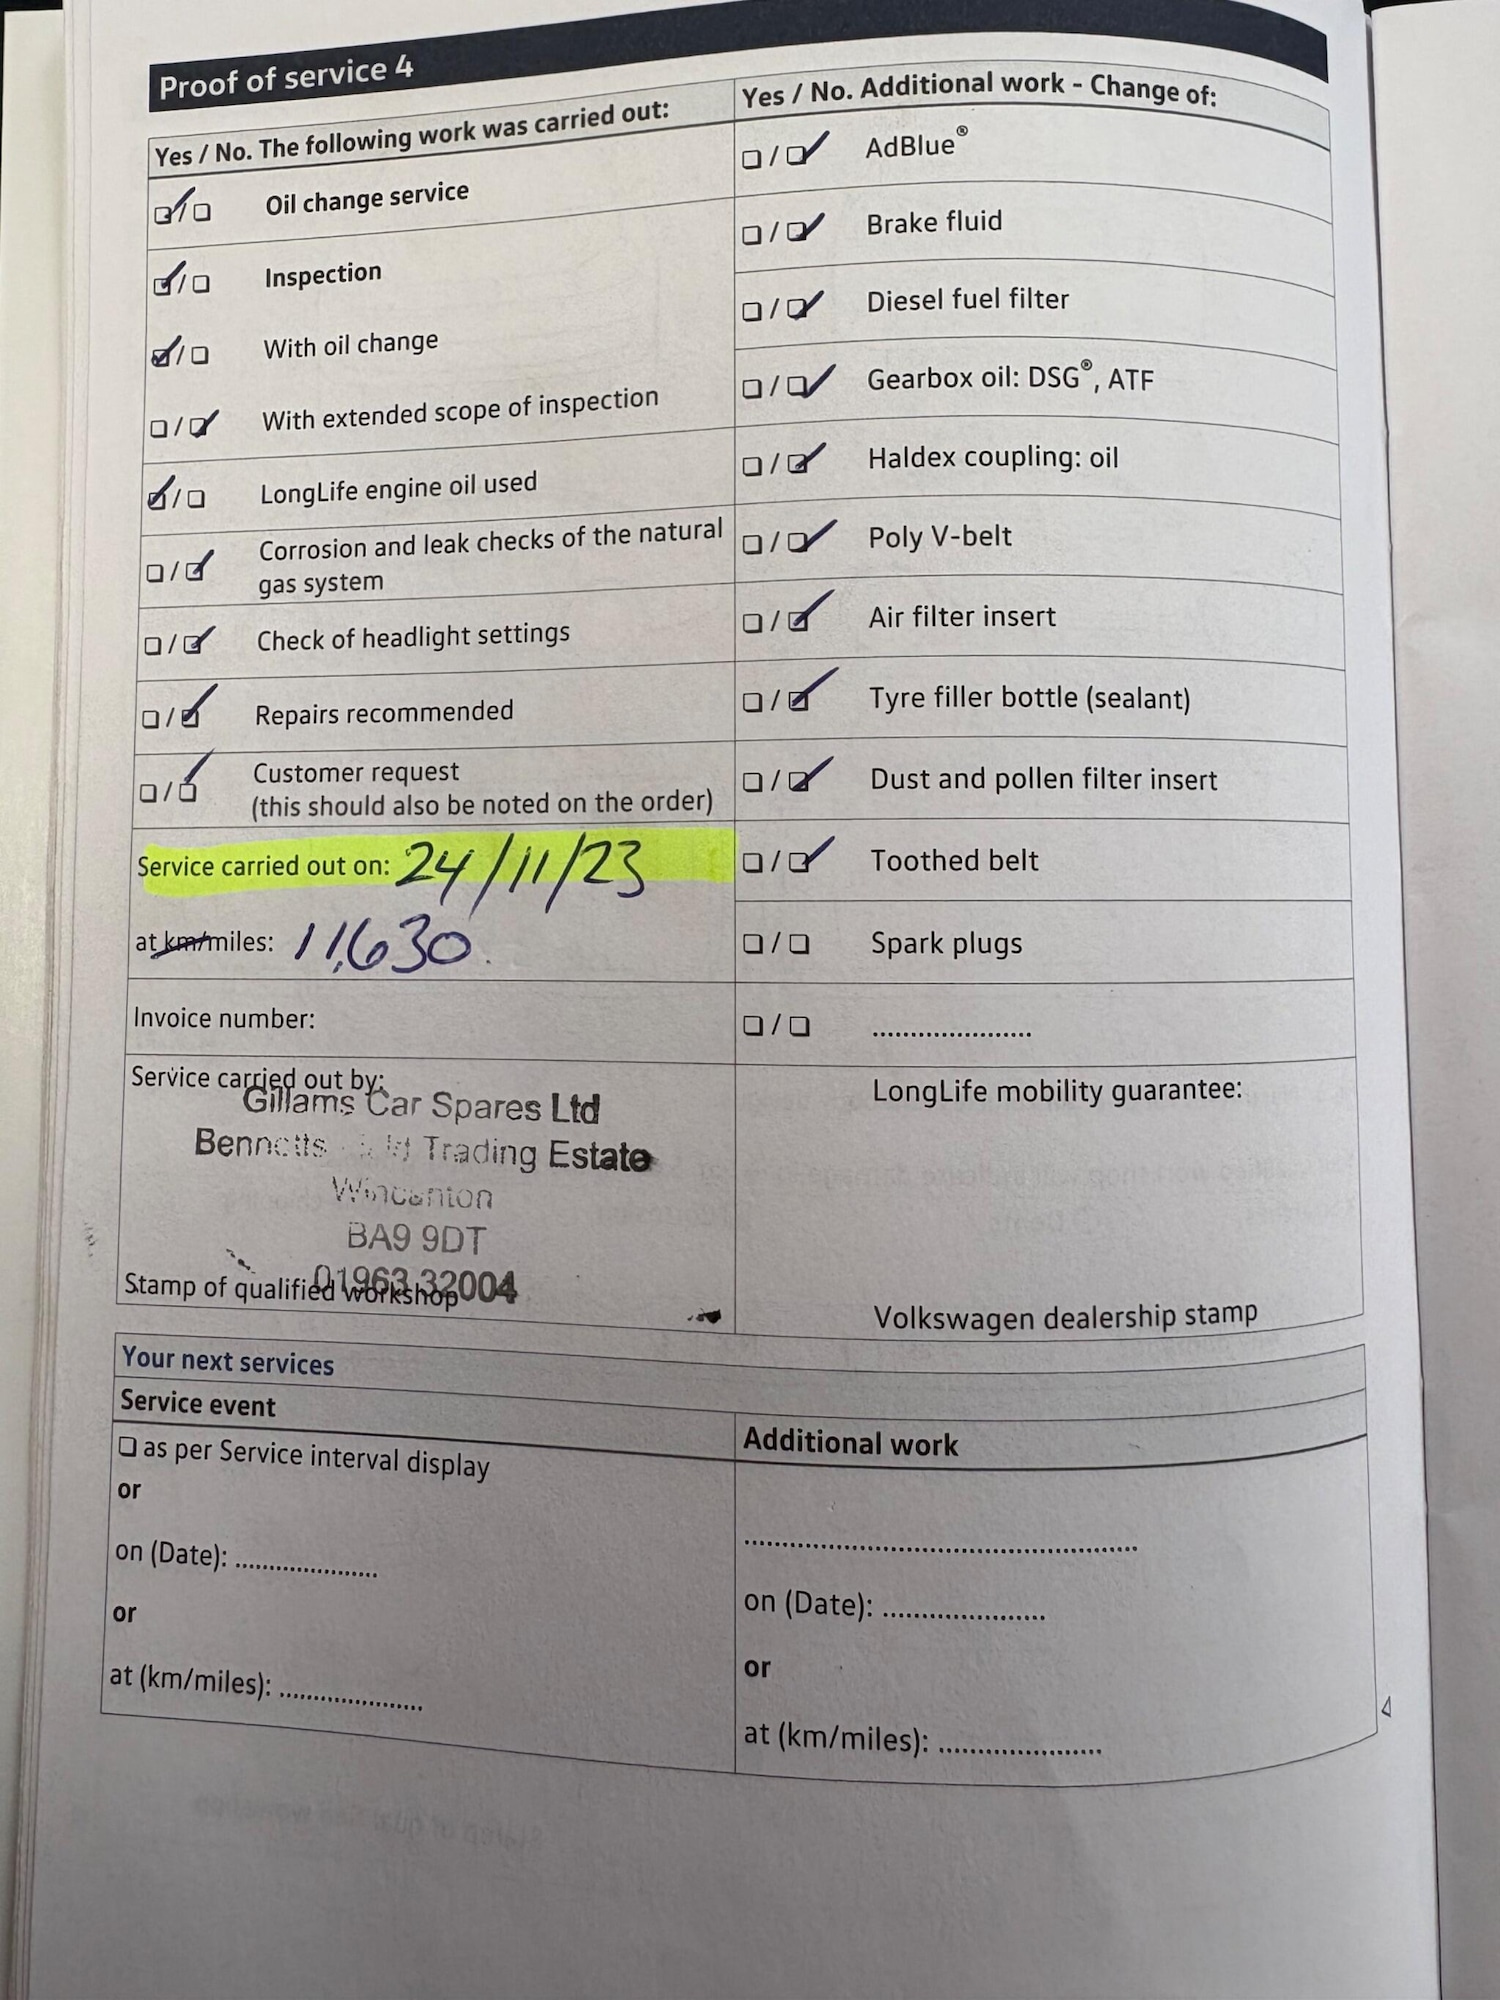 Proof of service 4
Yes / No. The following work was carried out:
Oil change service
Inspection
With oil change
With extended scope of inspection
LongLife engine oil used
Corrosion and leak checks of the natural
gas system
Check of headlight settings
Repairs recommended
Customer request
(this should also be noted on the order)
Service carried out on: 24/11/23
at km/miles: 11,630.
Invoice number:
Service carried out by:
Gillams Car Spares Ltd
Bennetts Trading Estate
Wincanton
BA9 9DT
01963 32004
Stamp of qualified workshop
Yes / No. Additional work - Change of:
AdBlue®
Brake fluid
Diesel fuel filter
Gearbox oil: DSG®, ATF
Haldex coupling: oil
Poly V-belt
Air filter insert
Tyre filler bottle (sealant)
Dust and pollen filter insert
Toothed belt
Spark plugs
....................
LongLife mobility guarantee:
Volkswagen dealership stamp
Your next services
Service event
as per Service interval display
or
on (Date): ....................
or
at (km/miles): ....................
Additional work
..................................................
on (Date): ....................
or
at (km/miles): ....................